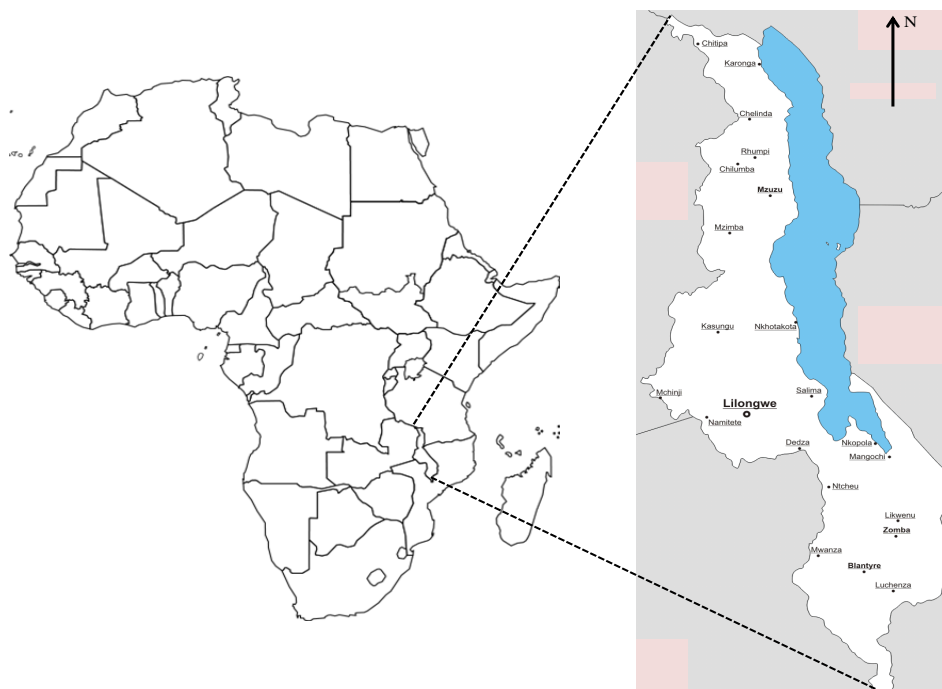 N
Chitipa
Karonga
Chelinda
Rhumpi
Chilumba
Mzuzu
Mzimba
Nkhotakota
Kasungu
Salima
Mchinji
Lilongwe
Namitete
Dedza
Nkopola
Mangochi
Ntcheu
Likwenu
Zomba
Mwanza
Blantyre
Luchenza